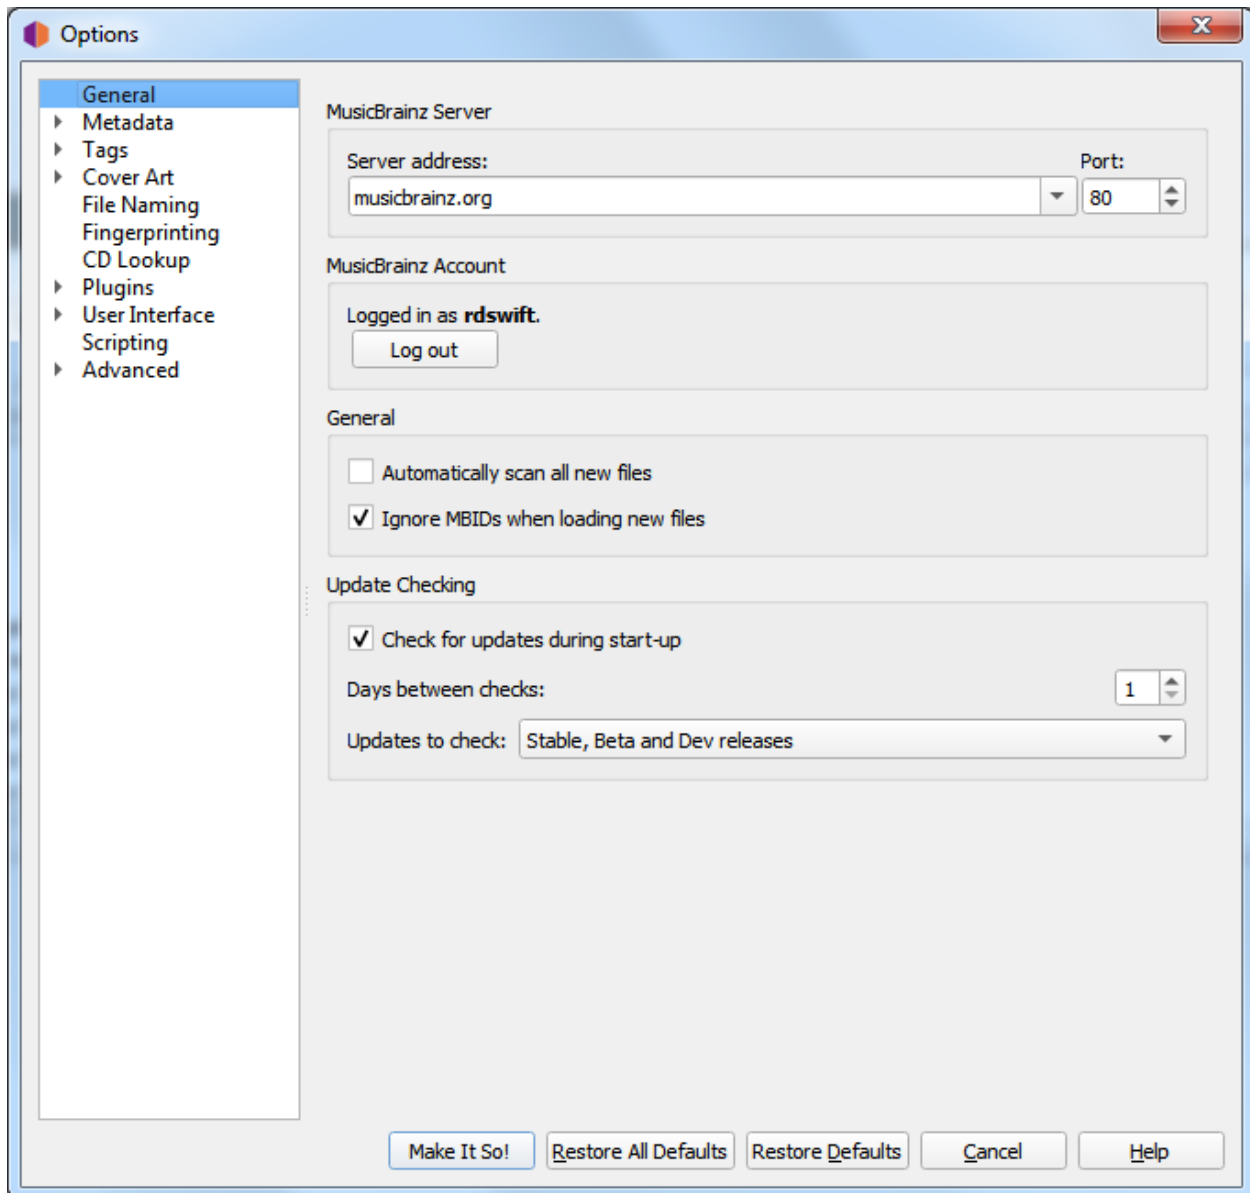 Options
General
Metadata
Tags
Cover Art
File Naming
Fingerprinting
CD Lookup
Plugins
User Interface
Scripting
Advanced
MusicBrainz Server
Server address: Port:
musicbrainz.org 80
MusicBrainz Account
Logged in as rdswift.
Log out
General
Automatically scan all new files
Ignore MBIDs when loading new files
Update Checking
Check for updates during start-up
Days between checks: 1
Updates to check: Stable, Beta and Dev releases
Make It So! Restore All Defaults Restore Defaults Cancel Help